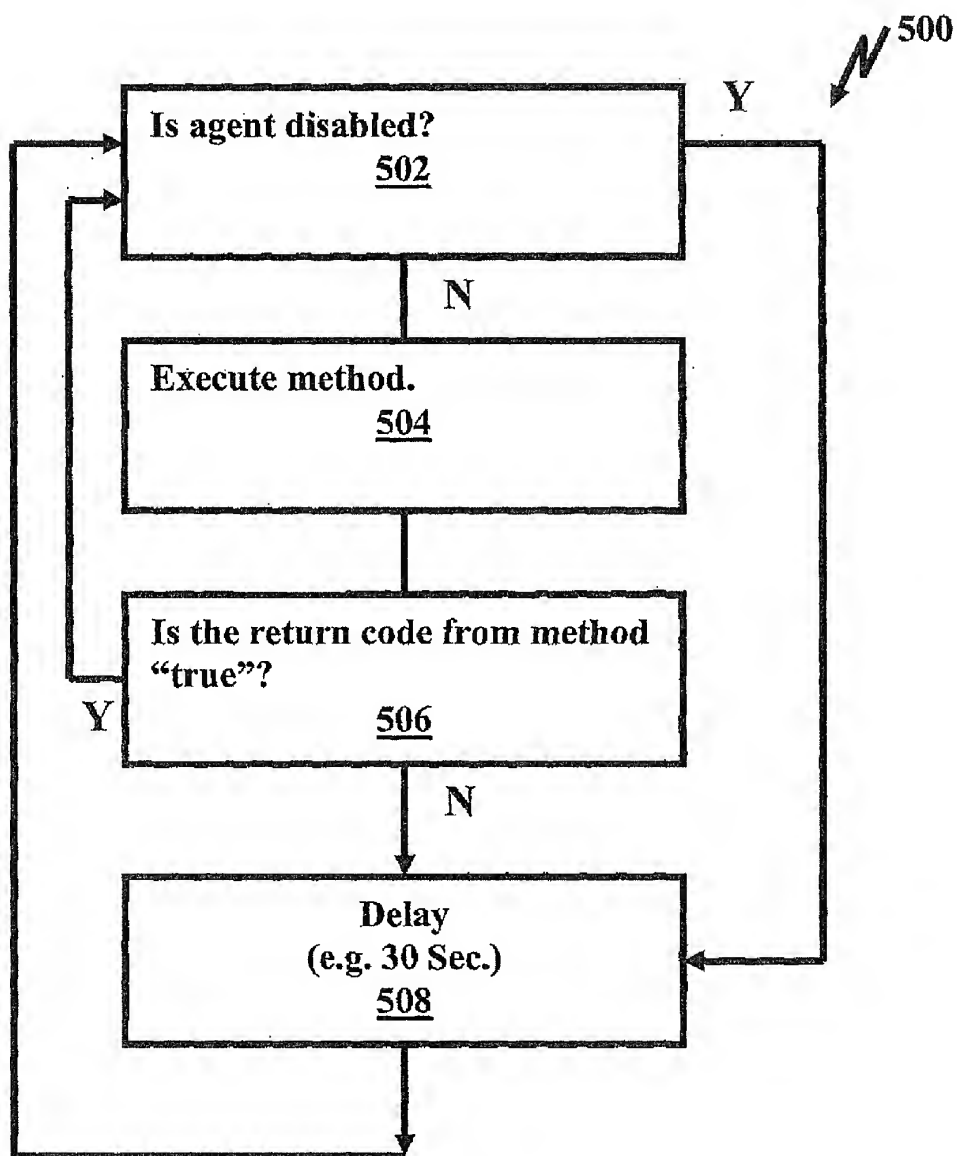 500
Y
Is agent disabled?
502
N
Execute method.
504
Is the return code from method
“true”?
506
Y
N
Delay
(e.g. 30 Sec.)
508